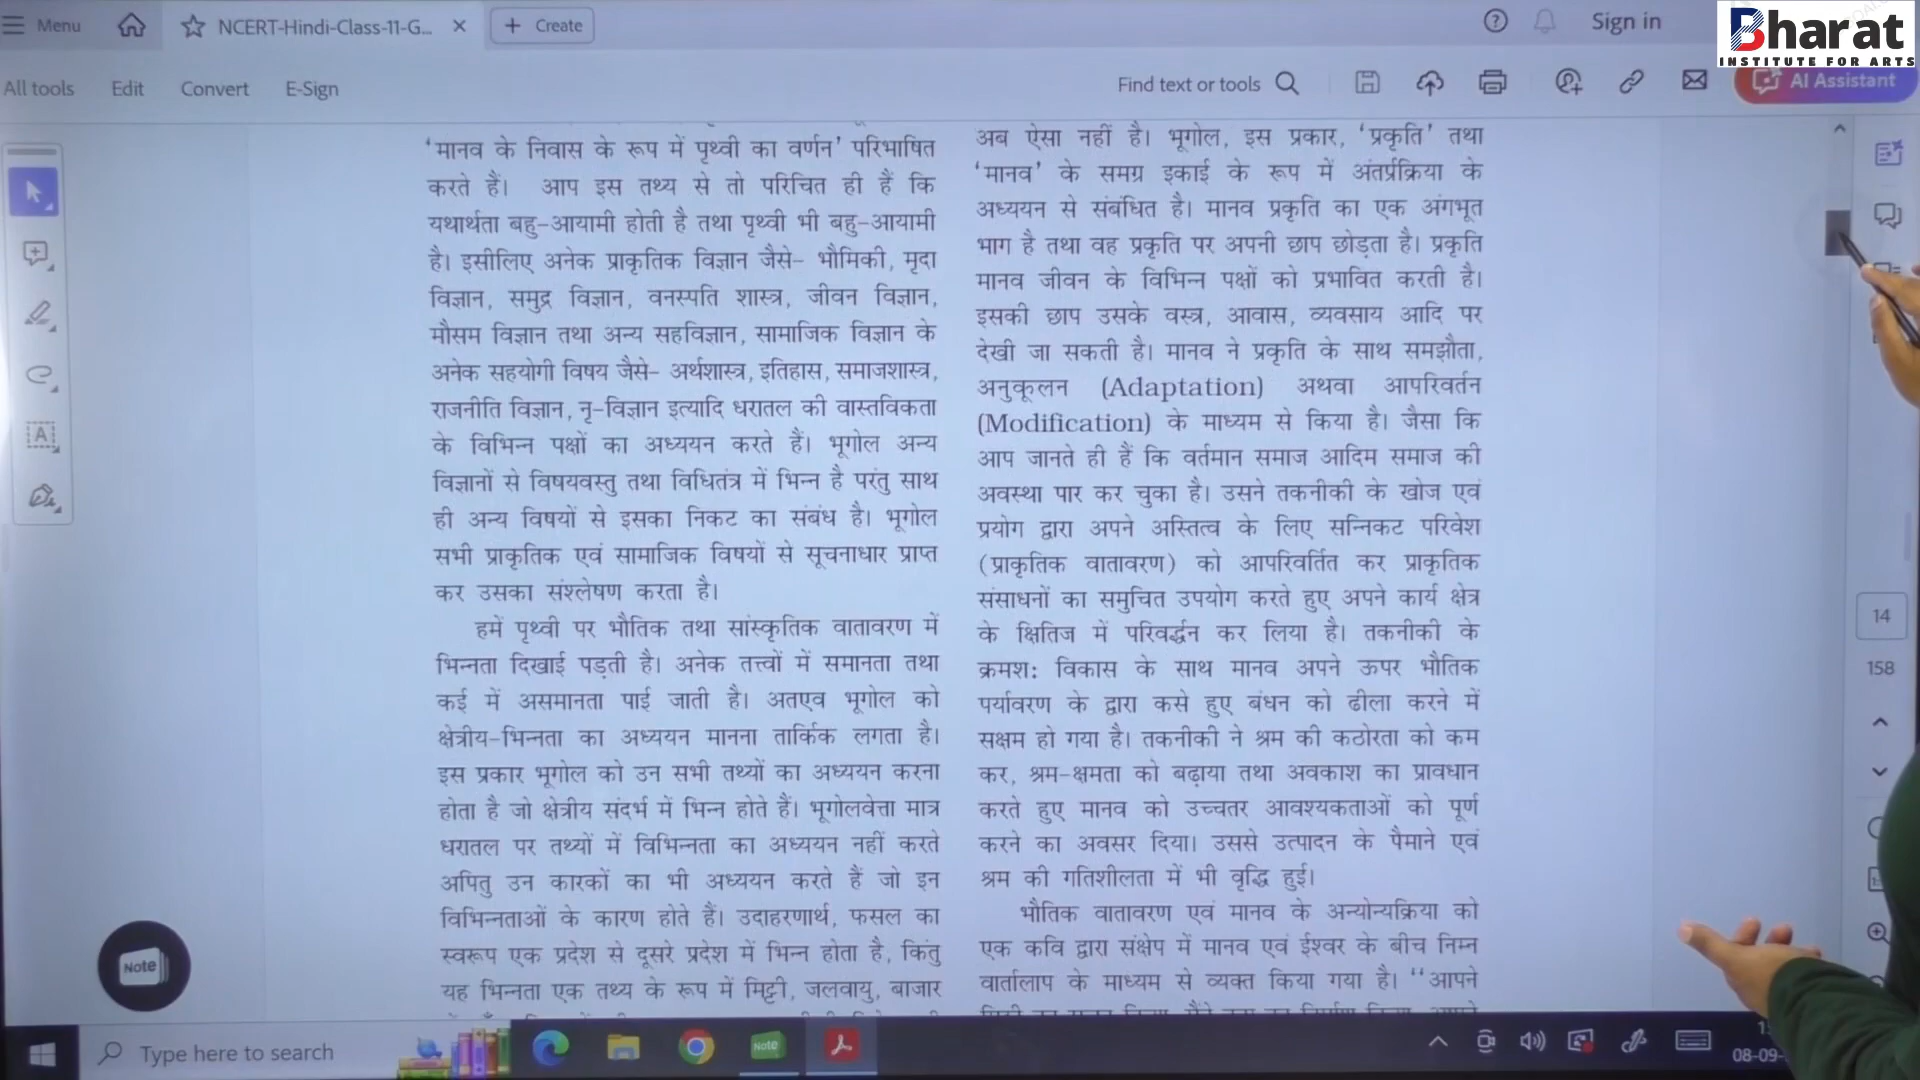 Menu
NCERT-Hindi-Class-11-G...
Create
Sign in
Bharat
INSTITUTE FOR ARTS
All tools
Edit
Convert
E-Sign
Find text or tools
AI Assistant
'मानव के निवास के रूप में पृथ्वी का वर्णन' परिभाषित
करते हैं। आप इस तथ्य से तो परिचित ही हैं कि
यथार्थता बहु-आयामी होती है तथा पृथ्वी भी बहु-आयामी
है। इसीलिए अनेक प्राकृतिक विज्ञान जैसे- भौमिकी, मृदा
विज्ञान, समुद्र विज्ञान, वनस्पति शास्त्र, जीवन विज्ञान,
मौसम विज्ञान तथा अन्य सहविज्ञान, सामाजिक विज्ञान के
अनेक सहयोगी विषय जैसे- अर्थशास्त्र, इतिहास, समाजशास्त्र,
राजनीति विज्ञान, नृ-विज्ञान इत्यादि धरातल की वास्तविकता
के विभिन्न पक्षों का अध्ययन करते हैं। भूगोल अन्य
विज्ञानों से विषयवस्तु तथा विधितंत्र में भिन्न है परंतु साथ
ही अन्य विषयों से इसका निकट का संबंध है। भूगोल
सभी प्राकृतिक एवं सामाजिक विषयों से सूचनाधार प्राप्त
कर उसका संश्लेषण करता है।
हमें पृथ्वी पर भौतिक तथा सांस्कृतिक वातावरण में
भिन्नता दिखाई पड़ती है। अनेक तत्त्वों में समानता तथा
कई में असमानता पाई जाती है। अतएव भूगोल को
क्षेत्रीय-भिन्नता का अध्ययन मानना तार्किक लगता है।
इस प्रकार भूगोल को उन सभी तथ्यों का अध्ययन करना
होता है जो क्षेत्रीय संदर्भ में भिन्न होते हैं। भूगोलवेत्ता मात्र
धरातल पर तथ्यों में विभिन्नता का अध्ययन नहीं करते
अपितु उन कारकों का भी अध्ययन करते हैं जो इन
विभिन्नताओं के कारण होते हैं। उदाहरणार्थ, फसल का
स्वरूप एक प्रदेश से दूसरे प्रदेश में भिन्न होता है, किंतु
यह भिन्नता एक तथ्य के रूप में मिट्टी, जलवायु, बाजार
अब ऐसा नहीं है। भूगोल, इस प्रकार, 'प्रकृति' तथा
'मानव' के समग्र इकाई के रूप में अंतर्प्रक्रिया के
अध्ययन से संबंधित है। मानव प्रकृति का एक अंगभूत
भाग है तथा वह प्रकृति पर अपनी छाप छोड़ता है। प्रकृति
मानव जीवन के विभिन्न पक्षों को प्रभावित करती है।
इसकी छाप उसके वस्त्र, आवास, व्यवसाय आदि पर
देखी जा सकती है। मानव ने प्रकृति के साथ समझौता,
अनुकूलन (Adaptation) अथवा आपरिवर्तन
(Modification) के माध्यम से किया है। जैसा कि
आप जानते ही हैं कि वर्तमान समाज आदिम समाज की
अवस्था पार कर चुका है। उसने तकनीकी के खोज एवं
प्रयोग द्वारा अपने अस्तित्व के लिए सन्निकट परिवेश
(प्राकृतिक वातावरण) को आपरिवर्तित कर प्राकृतिक
संसाधनों का समुचित उपयोग करते हुए अपने कार्य क्षेत्र
के क्षितिज में परिवर्द्धन कर लिया है। तकनीकी के
क्रमश: विकास के साथ मानव अपने ऊपर भौतिक
पर्यावरण के द्वारा कसे हुए बंधन को ढीला करने में
सक्षम हो गया है। तकनीकी ने श्रम की कठोरता को कम
कर, श्रम-क्षमता को बढ़ाया तथा अवकाश का प्रावधान
करते हुए मानव को उच्चतर आवश्यकताओं को पूर्ण
करने का अवसर दिया। उससे उत्पादन के पैमाने एवं
श्रम की गतिशीलता में भी वृद्धि हुई।
भौतिक वातावरण एवं मानव के अन्योन्यक्रिया को
एक कवि द्वारा संक्षेप में मानव एवं ईश्वर के बीच निम्न
वार्तालाप के माध्यम से व्यक्त किया गया है। ''आपने
14
158
Note
Type here to search
Note
08-09-